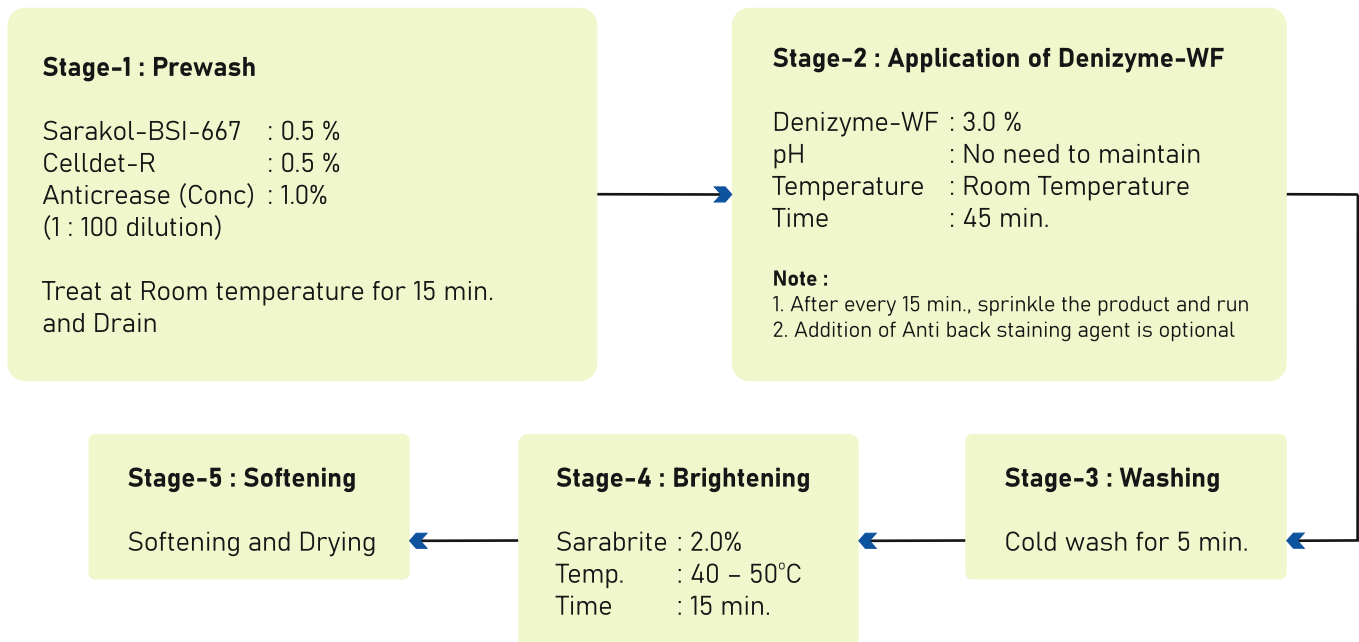 Stage-1 : Prewash
Sarakol-BSI-667 : 0.5 %
Celldet-R : 0.5 %
Anticrease (Conc) : 1.0%
(1 : 100 dilution)
Treat at Room temperature for 15 min.
and Drain
Stage-2 : Application of Denizyme-WF
Denizyme-WF : 3.0 %
pH : No need to maintain
Temperature : Room Temperature
Time : 45 min.
Note :
1. After every 15 min., sprinkle the product and run
2. Addition of Anti back staining agent is optional
Stage-3 : Washing
Cold wash for 5 min.
Stage-4 : Brightening
Sarabrite : 2.0%
Temp. : 40 – 50°C
Time : 15 min.
Stage-5 : Softening
Softening and Drying